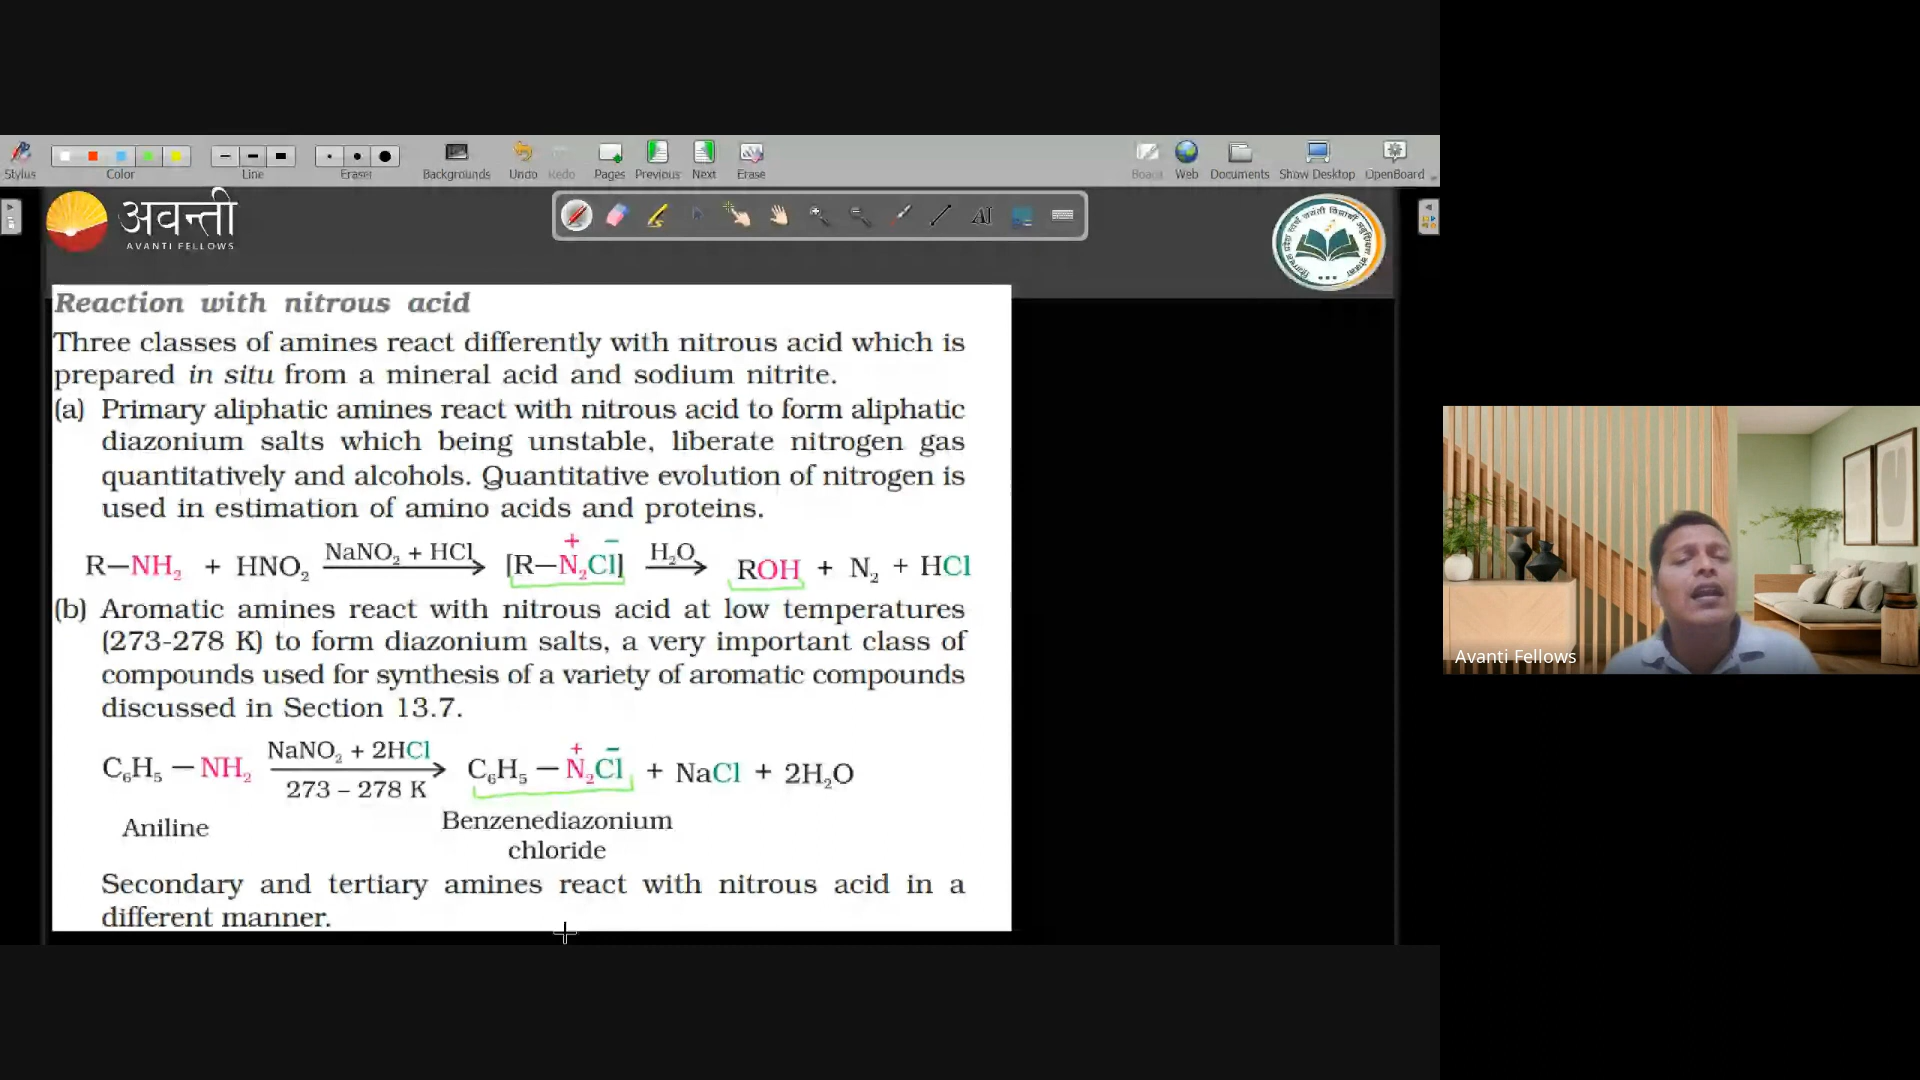 Stylus Color Line Eraser Backgrounds Undo Redo Pages Previous Next Erase Board Web Documents Show Desktop OpenBoard
अवन्ती
AVANTI FELLOWS
AI
Reaction with nitrous acid
Three classes of amines react differently with nitrous acid which is
prepared in situ from a mineral acid and sodium nitrite.
(a) Primary aliphatic amines react with nitrous acid to form aliphatic
diazonium salts which being unstable, liberate nitrogen gas
quantitatively and alcohols. Quantitative evolution of nitrogen is
used in estimation of amino acids and proteins.
R—NH₂ + HNO₂ NaNO₂ + HCl → [R—N₂⁺Cl⁻] H₂O → ROH + N₂ + HCl
(b) Aromatic amines react with nitrous acid at low temperatures
(273-278 K) to form diazonium salts, a very important class of
compounds used for synthesis of a variety of aromatic compounds
discussed in Section 13.7.
C₆H₅ — NH₂ NaNO₂ + 2HCl → C₆H₅ — N₂⁺Cl⁻ + NaCl + 2H₂O
273 – 278 K
Aniline Benzenediazonium
chloride
Secondary and tertiary amines react with nitrous acid in a
different manner.
Avanti Fellows